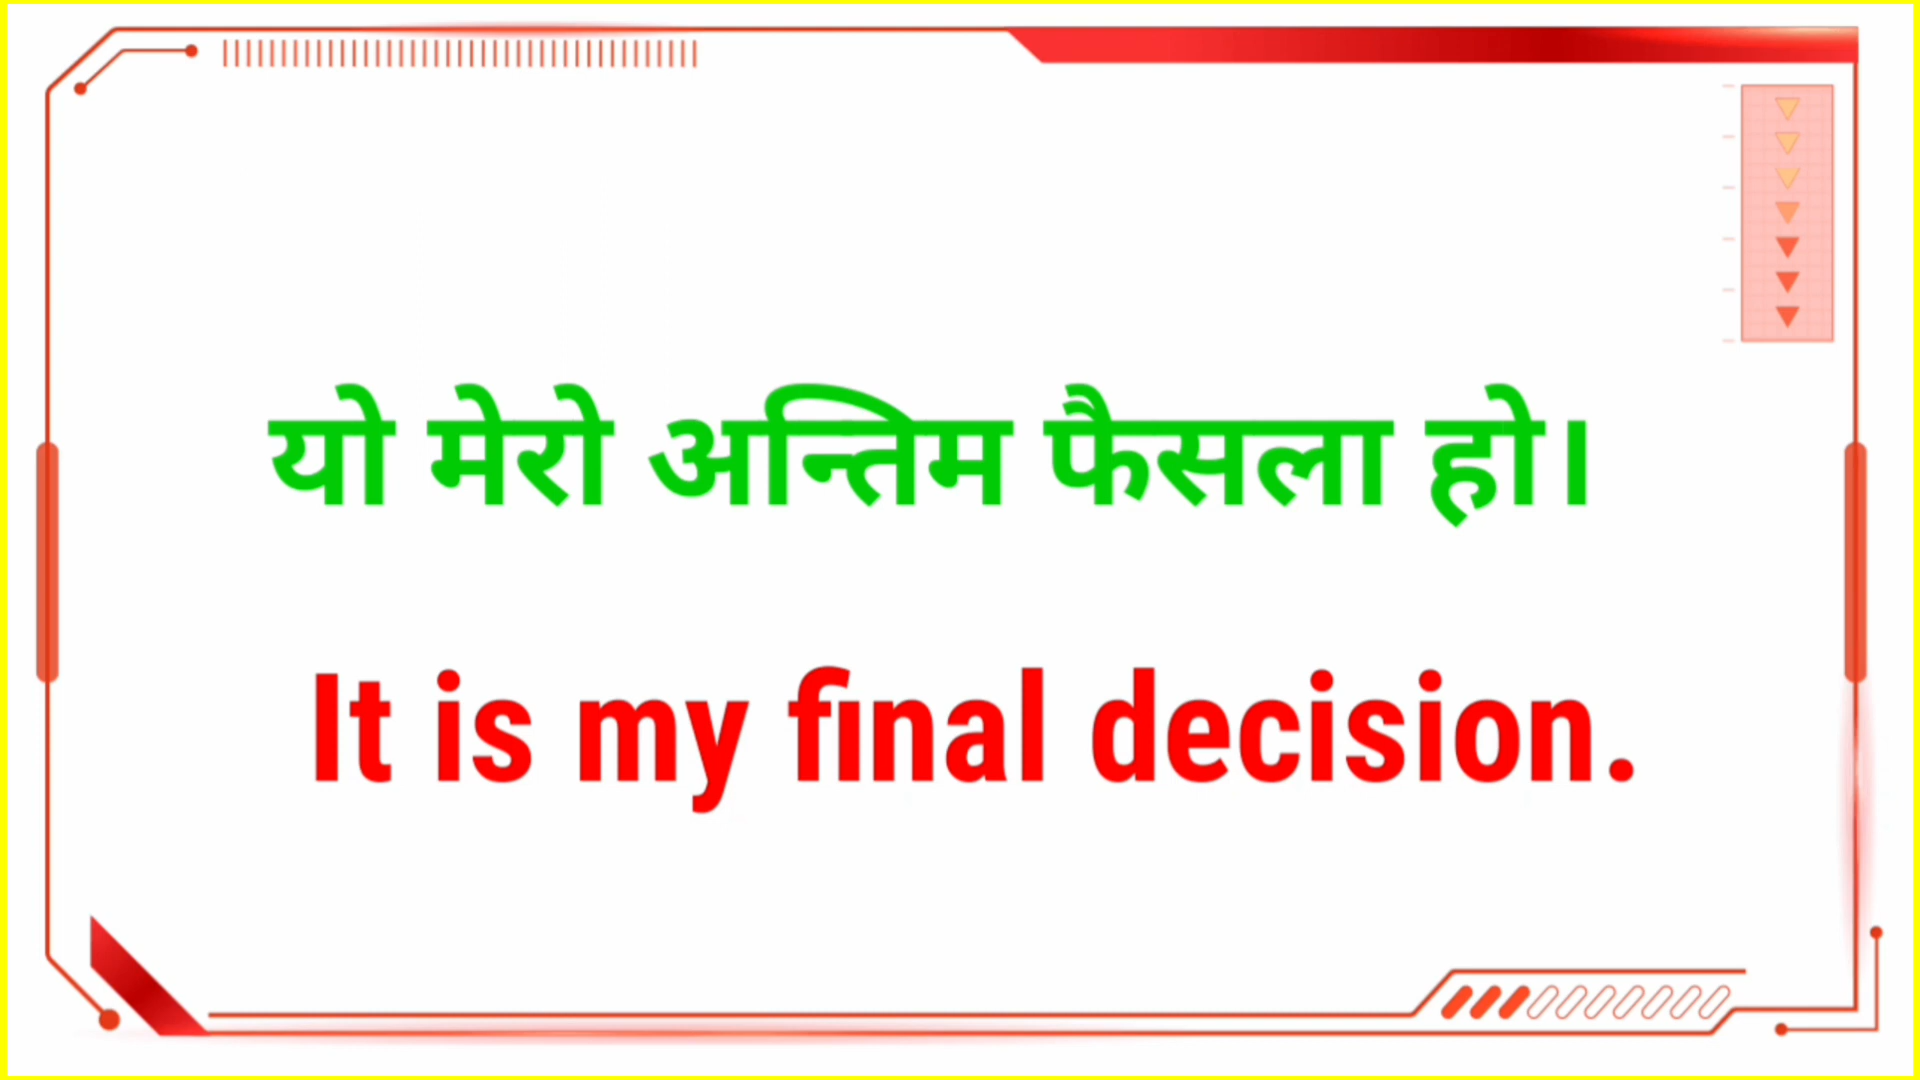 यो मेरो अन्तिम फैसला हो।
It is my final decision.